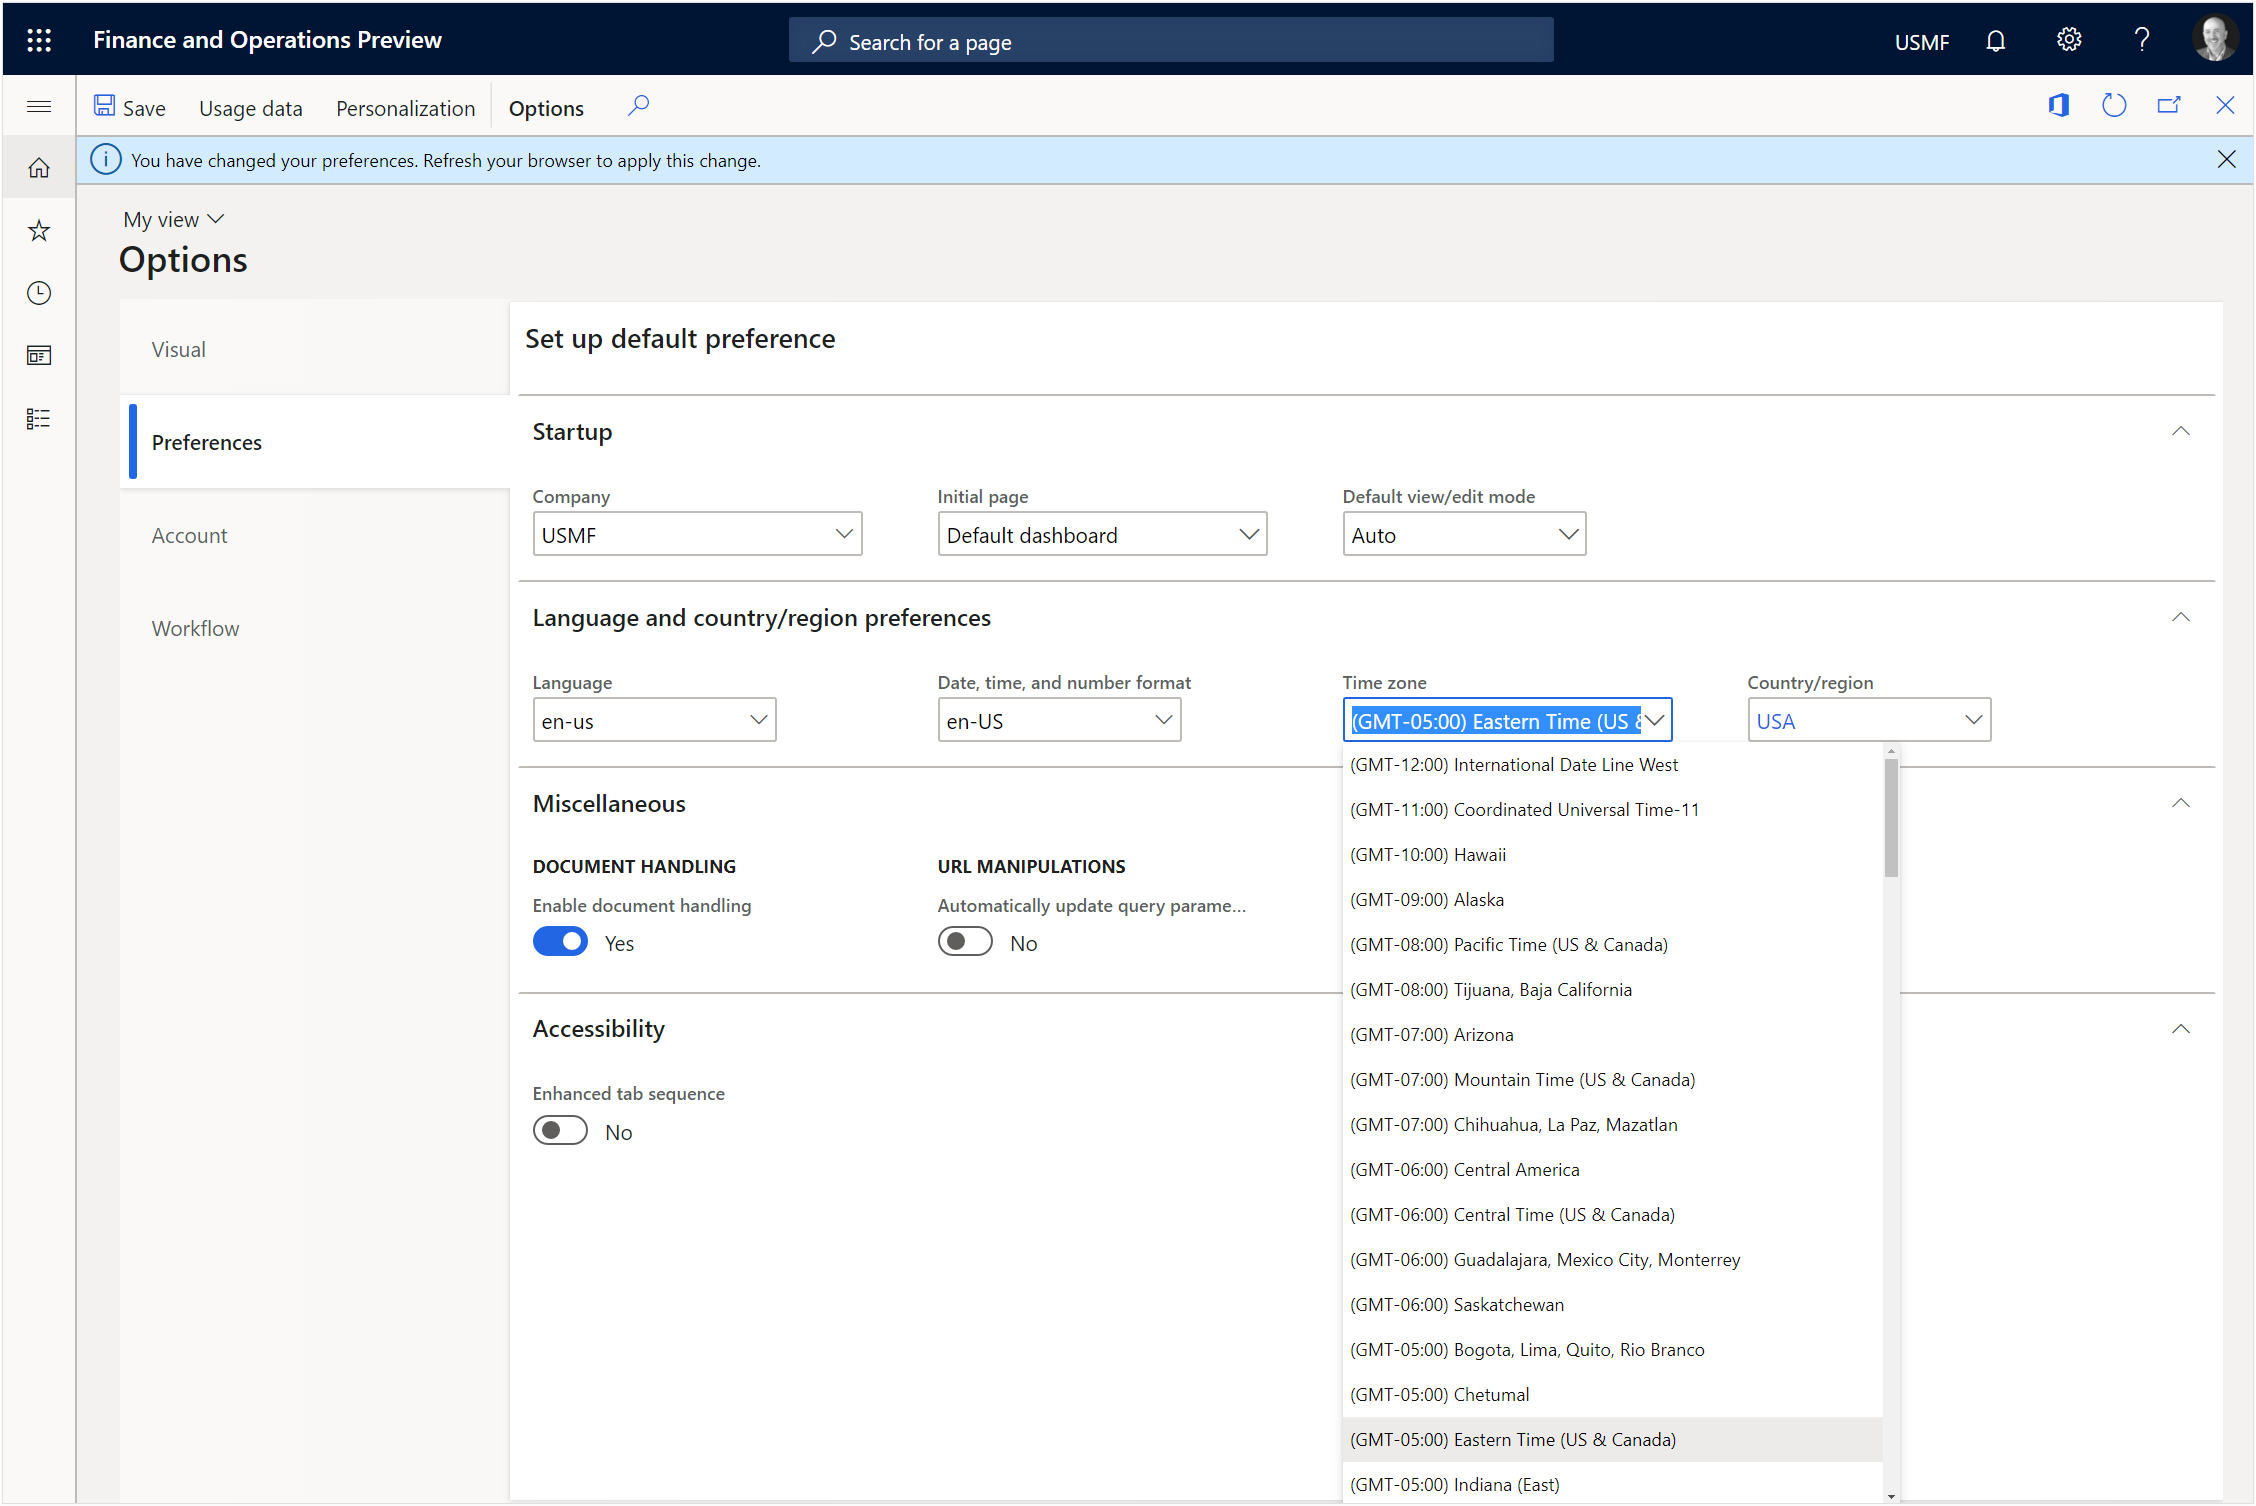 Finance and Operations Preview
Search for a page
USMF
Save
Usage data
Personalization
Options
You have changed your preferences. Refresh your browser to apply this change.
My view
Options
Visual
Preferences
Account
Workflow
Set up default preference
Startup
Company
Initial page
Default view/edit mode
USMF
Default dashboard
Auto
Language and country/region preferences
Language
Date, time, and number format
Time zone
Country/region
en-us
en-US
(GMT-05:00) Eastern Time (US &
USA
Miscellaneous
DOCUMENT HANDLING
URL MANIPULATIONS
Enable document handling
Automatically update query parame...
Yes
No
Accessibility
Enhanced tab sequence
No
(GMT-12:00) International Date Line West
(GMT-11:00) Coordinated Universal Time-11
(GMT-10:00) Hawaii
(GMT-09:00) Alaska
(GMT-08:00) Pacific Time (US & Canada)
(GMT-08:00) Tijuana, Baja California
(GMT-07:00) Arizona
(GMT-07:00) Mountain Time (US & Canada)
(GMT-07:00) Chihuahua, La Paz, Mazatlan
(GMT-06:00) Central America
(GMT-06:00) Central Time (US & Canada)
(GMT-06:00) Guadalajara, Mexico City, Monterrey
(GMT-06:00) Saskatchewan
(GMT-05:00) Bogota, Lima, Quito, Rio Branco
(GMT-05:00) Chetumal
(GMT-05:00) Eastern Time (US & Canada)
(GMT-05:00) Indiana (East)